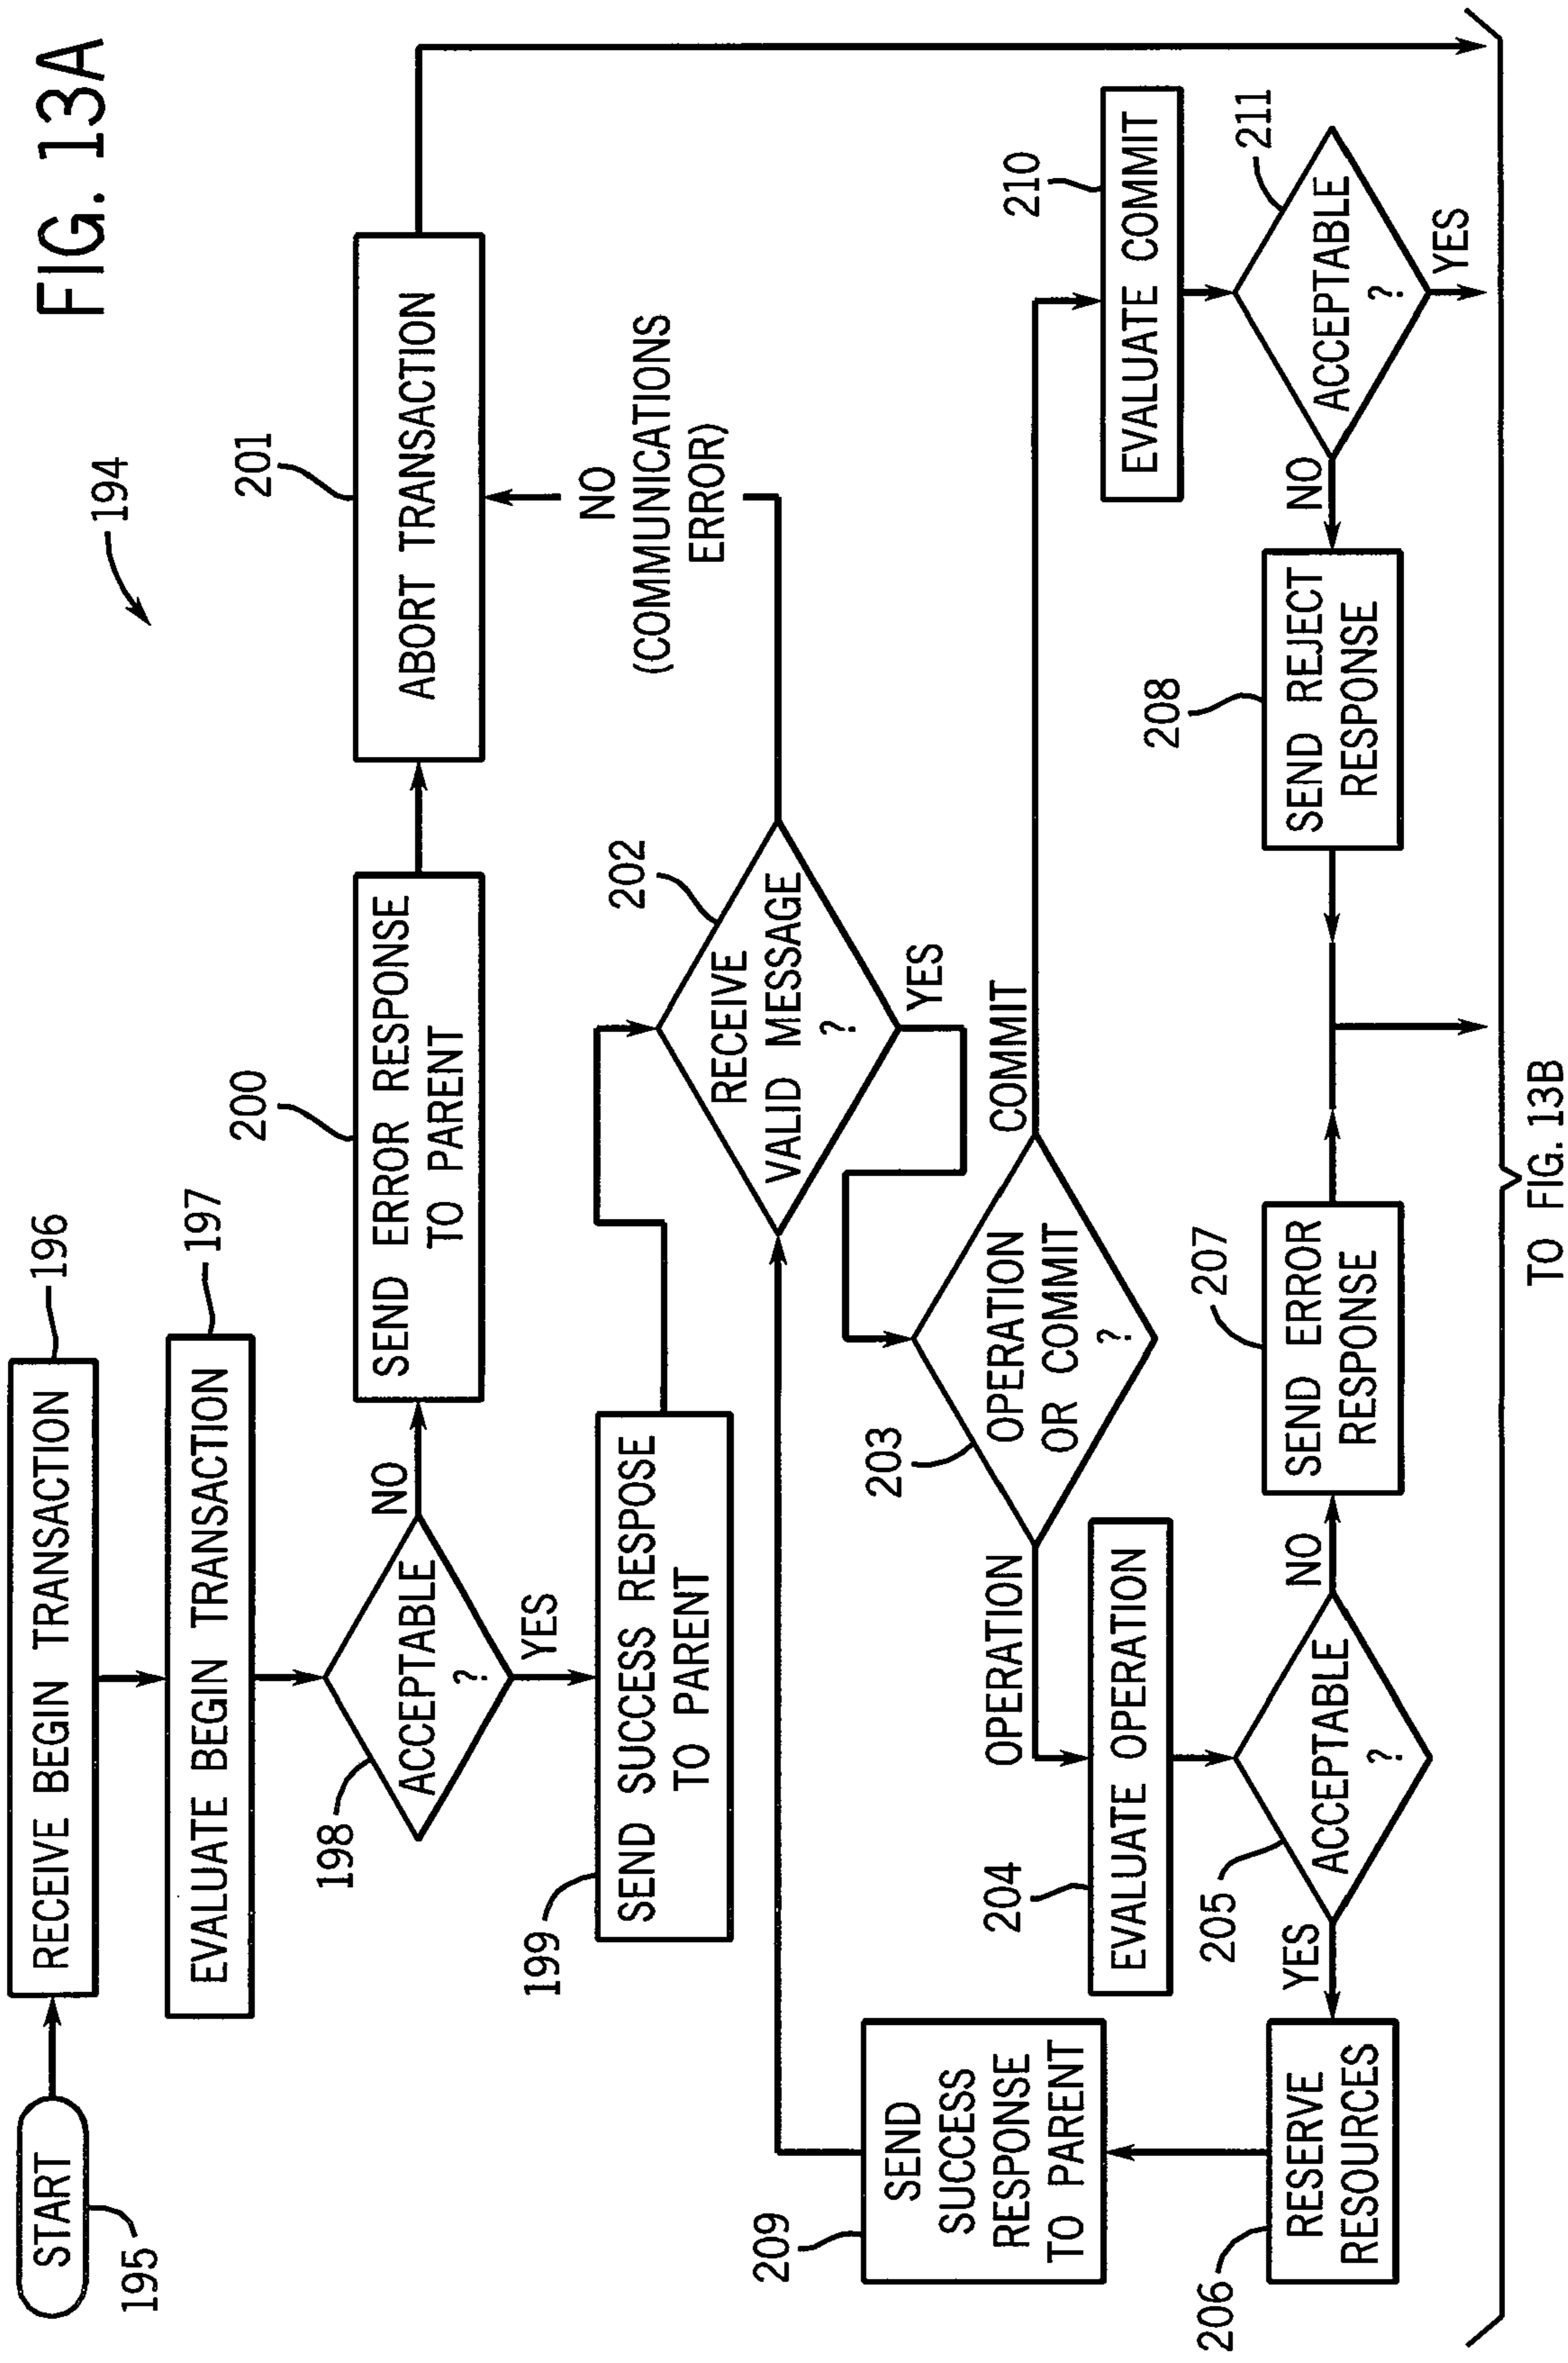 FIG. 13A
194
START
195
RECEIVE BEGIN TRANSACTION
196
EVALUATE BEGIN TRANSACTION
197
198
ACCEPTABLE
?
NO
YES
200
SEND ERROR RESPONSE
TO PARENT
201
ABORT TRANSACTION
199
SEND SUCCESS RESPOSE
TO PARENT
202
RECEIVE
VALID MESSAGE
?
NO
(COMMUNICATIONS
ERROR)
YES
203
OPERATION
OR COMMIT
?
OPERATION
COMMIT
209
SEND
SUCCESS
RESPONSE
TO PARENT
204
EVALUATE OPERATION
210
EVALUATE COMMIT
206
RESERVE
RESOURCES
YES
205
ACCEPTABLE
?
NO
207
SEND ERROR
RESPONSE
208
SEND REJECT
RESPONSE
NO
211
ACCEPTABLE
?
YES
TO FIG. 13B